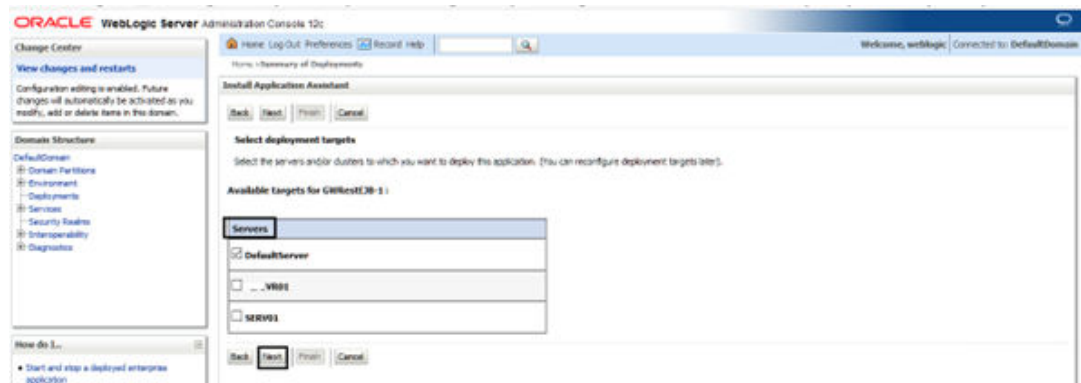 ORACLE WebLogic Server Administration Console 12c
Change Center
View changes and restarts
Configuration editing is enabled. Future
changes will automatically be activated as you
modify, add or delete items in this domain.
Domain Structure
DefaultDomain
Domain Partitions
Environment
Deployments
Services
Security Realms
Interoperability
Diagnostics
How do I...
Start and stop a deployed enterprise
application
Home Log Out Preferences Record Help
Welcome, weblogic Connected to: DefaultDomain
Home >Summary of Deployments
Install Application Assistant
Back Next Finish Cancel
Select deployment targets
Select the servers and/or clusters to which you want to deploy this application. (You can reconfigure deployment targets later).
Available targets for GWRestEJB-1 :
Servers
DefaultServer
_ ..VR01
SERV01
Back Next Finish Cancel